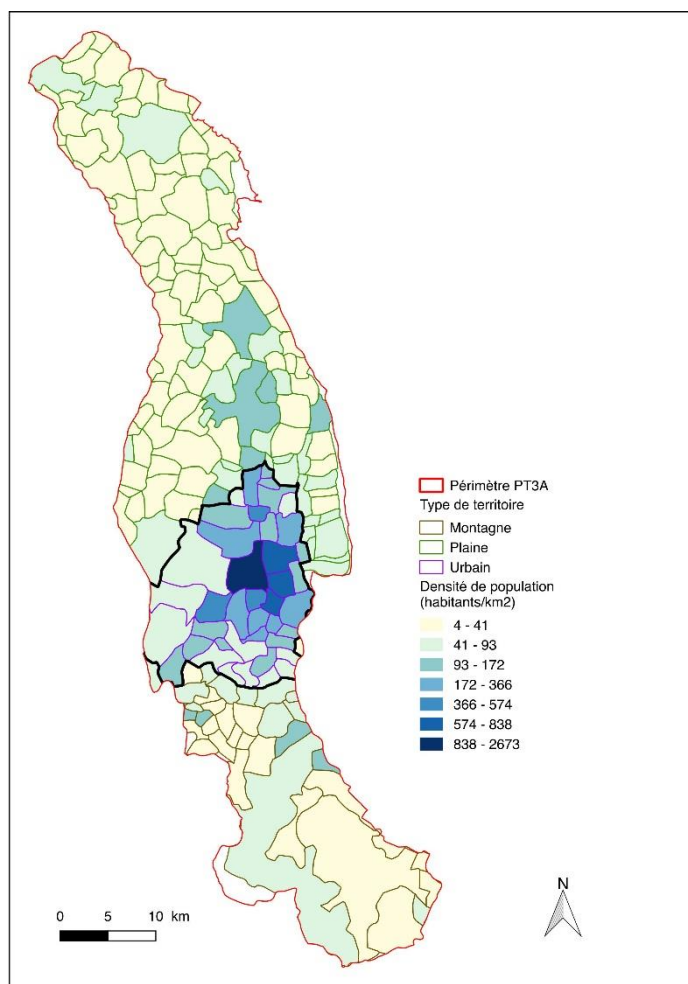 Périmètre PT3A
Type de territoire
Montagne
Plaine
Urbain
Densité de population
(habitants/km2)
4 - 41
41 - 93
93 - 172
172 - 366
366 - 574
574 - 838
838 - 2673
0 5 10 km
N